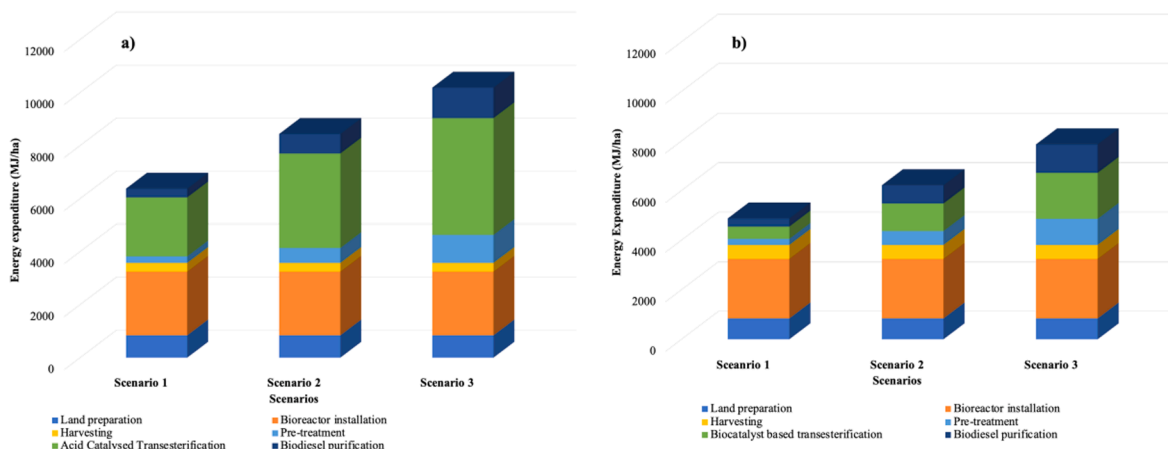 a)
12000
10000
8000
6000
4000
2000
0
Energy expenditure (MJ/ha)
Scenario 1
Scenario 2
Scenario 3
Scenarios
Land preparation
Bioreactor installation
Harvesting
Pre-treatment
Acid Catalysed Transesterification
Biodiesel purification
b)
12000
10000
8000
6000
4000
2000
0
Energy Expenditure (MJ/ha)
Sceanrio 1
Scenario 2
Scenario 3
Scenarios
Land preparation
Bioreactor installation
Harvesting
Pre-treatment
Biocatalyst based transesterification
Biodiesel purification